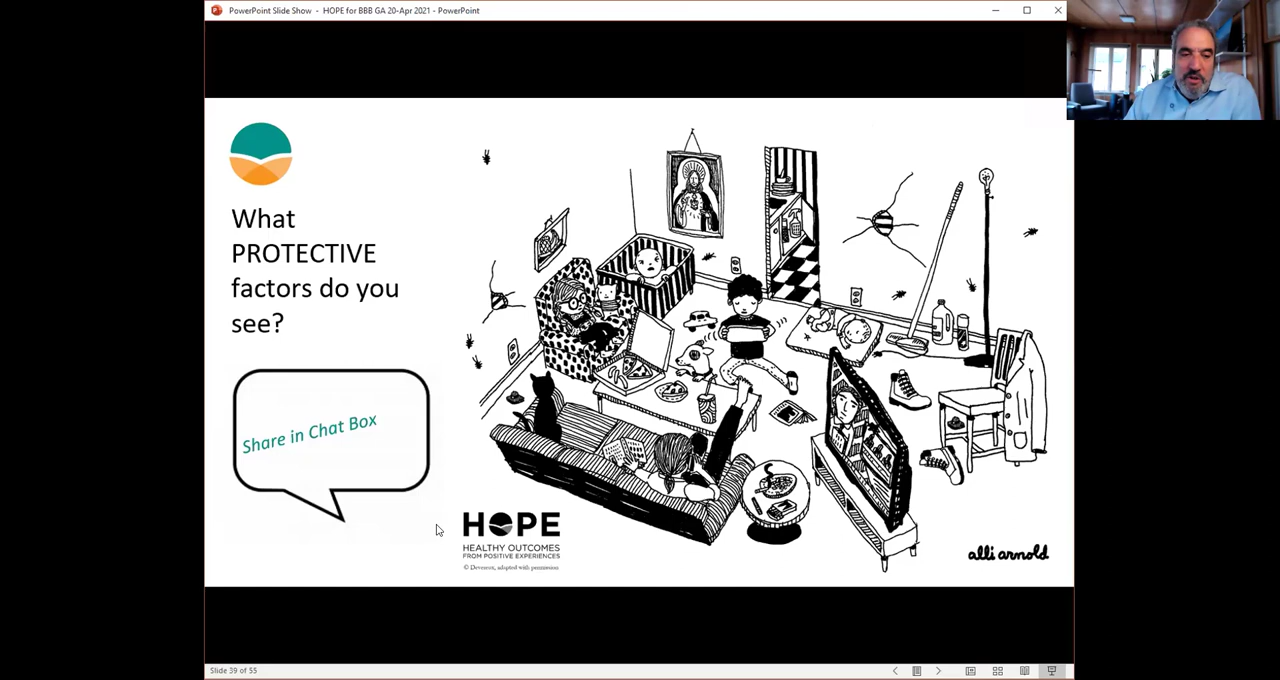 PowerPoint Slide Show - HOPE for BBB GA 20-Apr 2021 - PowerPoint
What
PROTECTIVE
factors do you
see?
Share in Chat Box
HOPE
HEALTHY OUTCOMES
FROM POSITIVE EXPERIENCES
© Devereux, adapted with permission
alli arnold
Slide 39 of 55